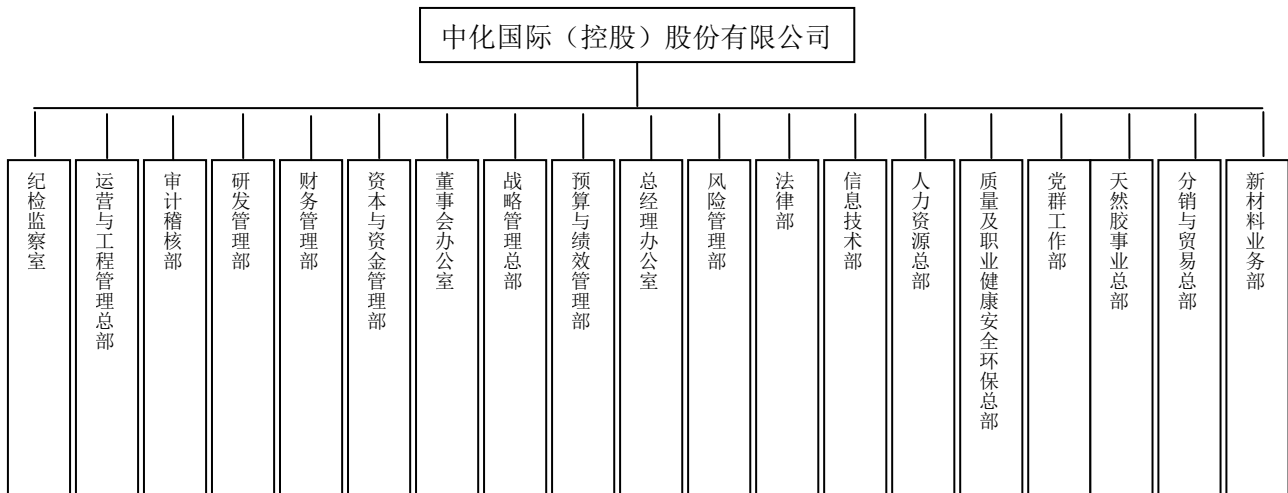 中化国际（控股）股份有限公司
纪检监察室
运营与工程管理总部
审计稽核部
研发管理部
财务管理部
资本与资金管理部
董事会办公室
战略管理总部
预算与绩效管理部
总经理办公室
风险管理部
法律部
信息技术部
人力资源总部
质量及职业健康安全环保总部
党群工作部
天然胶事业总部
分销与贸易总部
新材料业务部